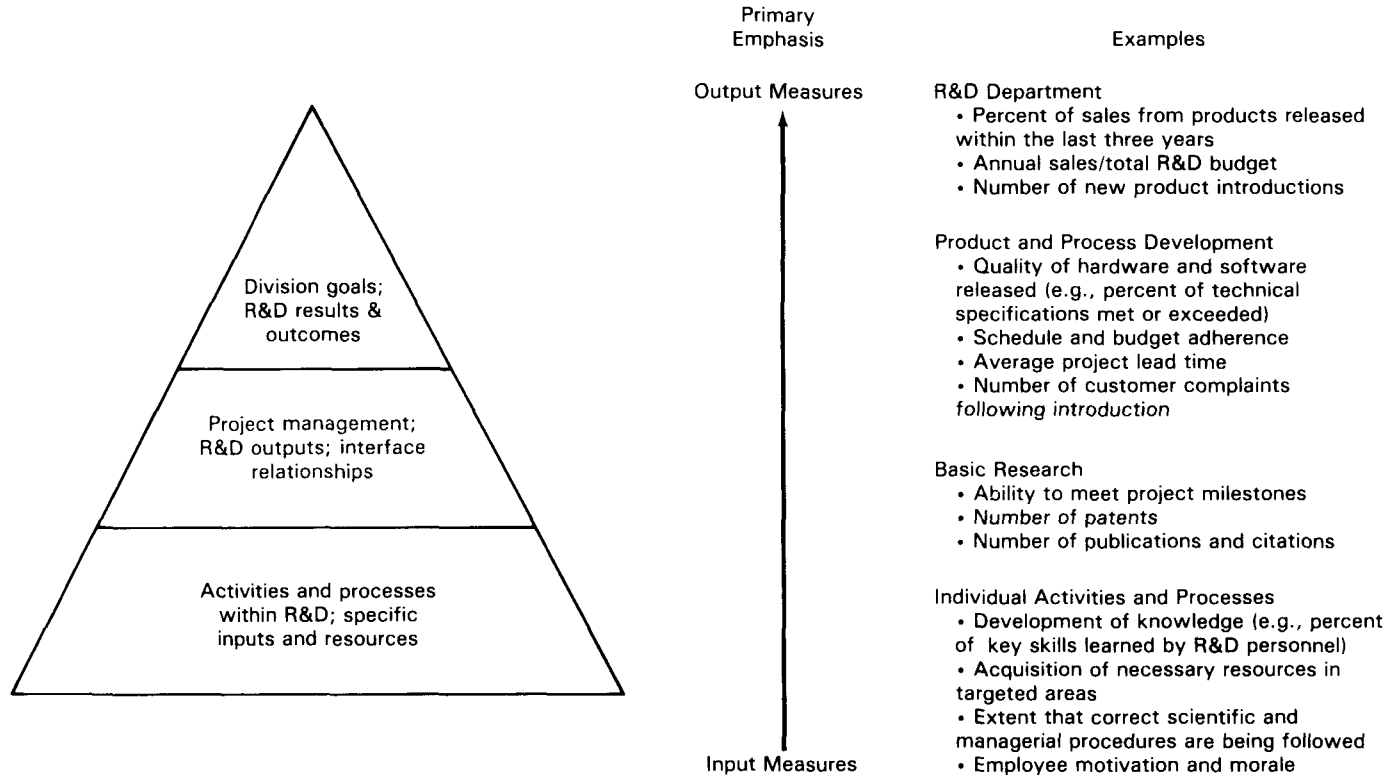 Primary
Emphasis
Examples
Output Measures
Division goals;
R&D results &
outcomes
Project management;
R&D outputs; interface
relationships
Activities and processes
within R&D; specific
inputs and resources
Input Measures
R&D Department
• Percent of sales from products released
within the last three years
• Annual sales/total R&D budget
• Number of new product introductions
Product and Process Development
• Quality of hardware and software
released (e.g., percent of technical
specifications met or exceeded)
• Schedule and budget adherence
• Average project lead time
• Number of customer complaints
following introduction
Basic Research
• Ability to meet project milestones
• Number of patents
• Number of publications and citations
Individual Activities and Processes
• Development of knowledge (e.g., percent
of key skills learned by R&D personnel)
• Acquisition of necessary resources in
targeted areas
• Extent that correct scientific and
managerial procedures are being followed
• Employee motivation and morale